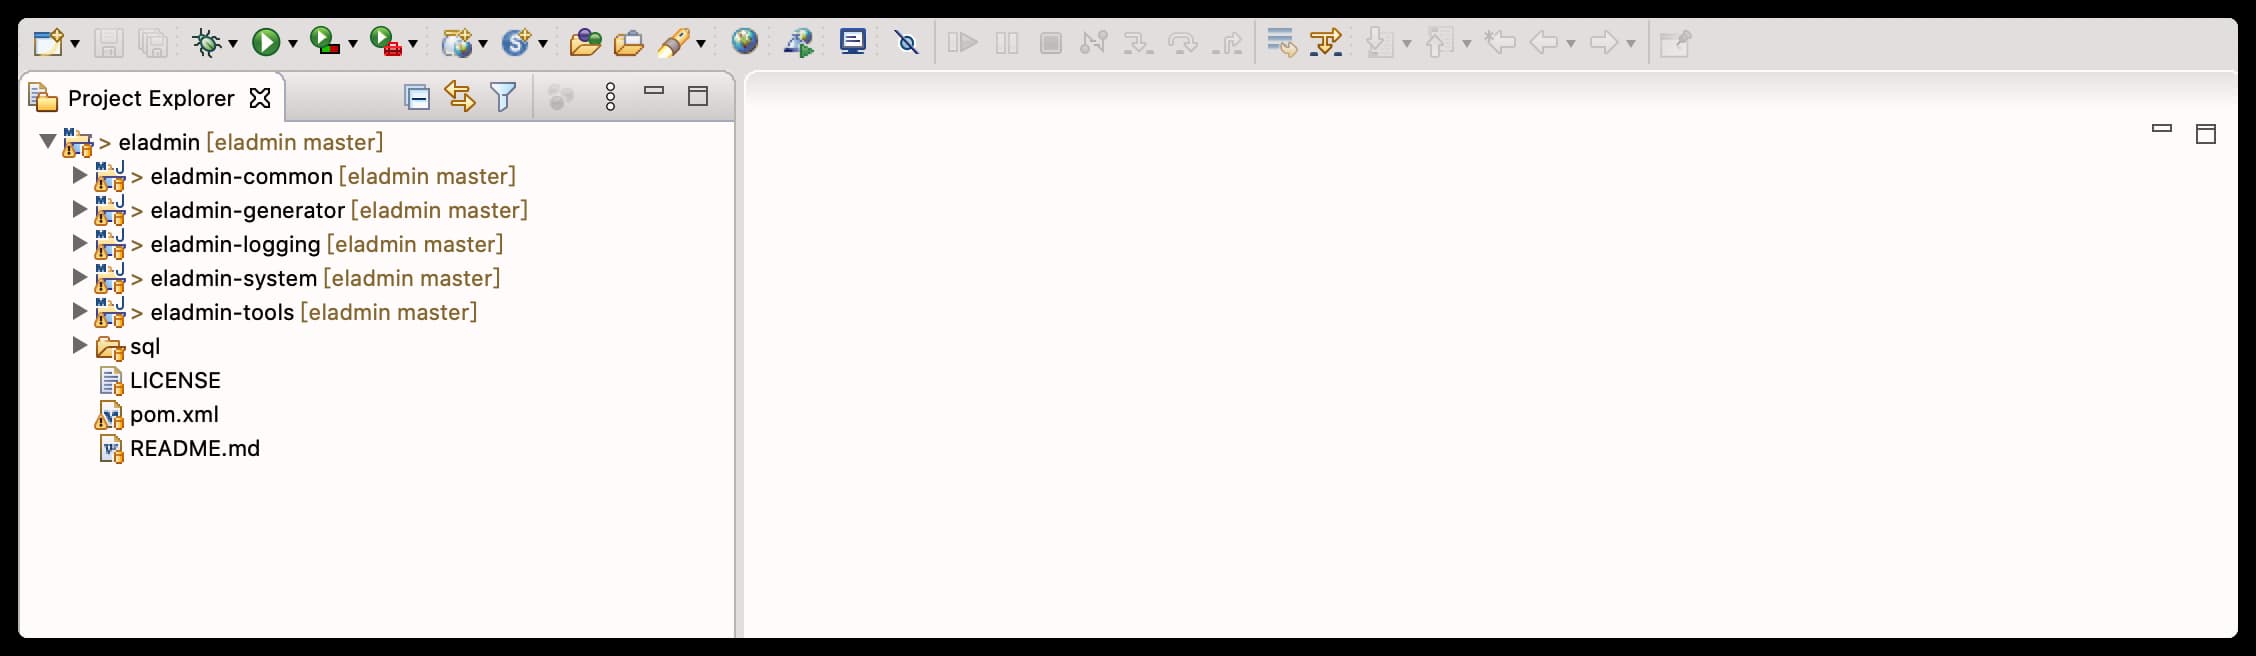 Project Explorer
> eladmin [eladmin master]
> eladmin-common [eladmin master]
> eladmin-generator [eladmin master]
> eladmin-logging [eladmin master]
> eladmin-system [eladmin master]
> eladmin-tools [eladmin master]
sql
LICENSE
pom.xml
README.md